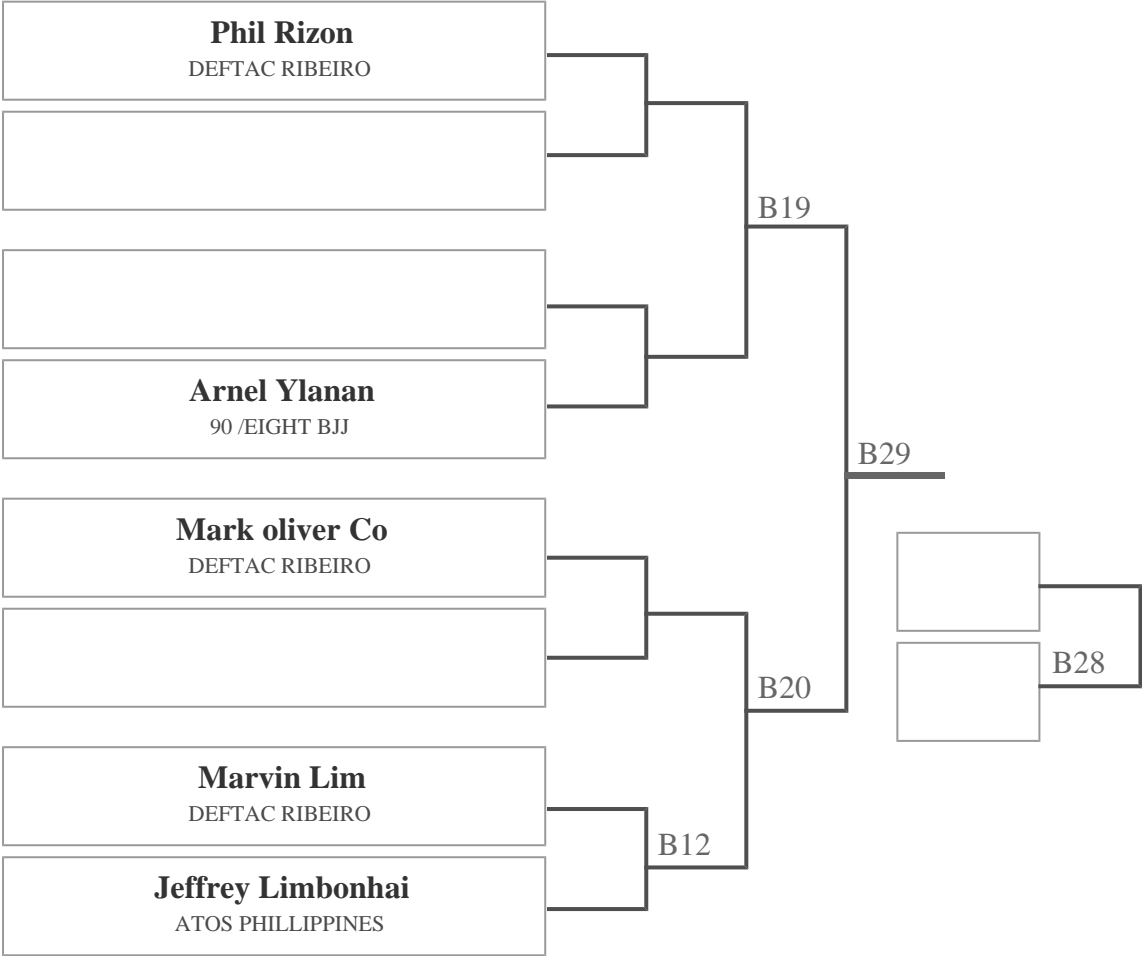 Phil Rizon
DEFTAC RIBEIRO
B19
Arnel Ylanan
90 /EIGHT BJJ
B29
Mark oliver Co
DEFTAC RIBEIRO
B28
B20
Marvin Lim
DEFTAC RIBEIRO
B12
Jeffrey Limbonhai
ATOS PHILLIPPINES